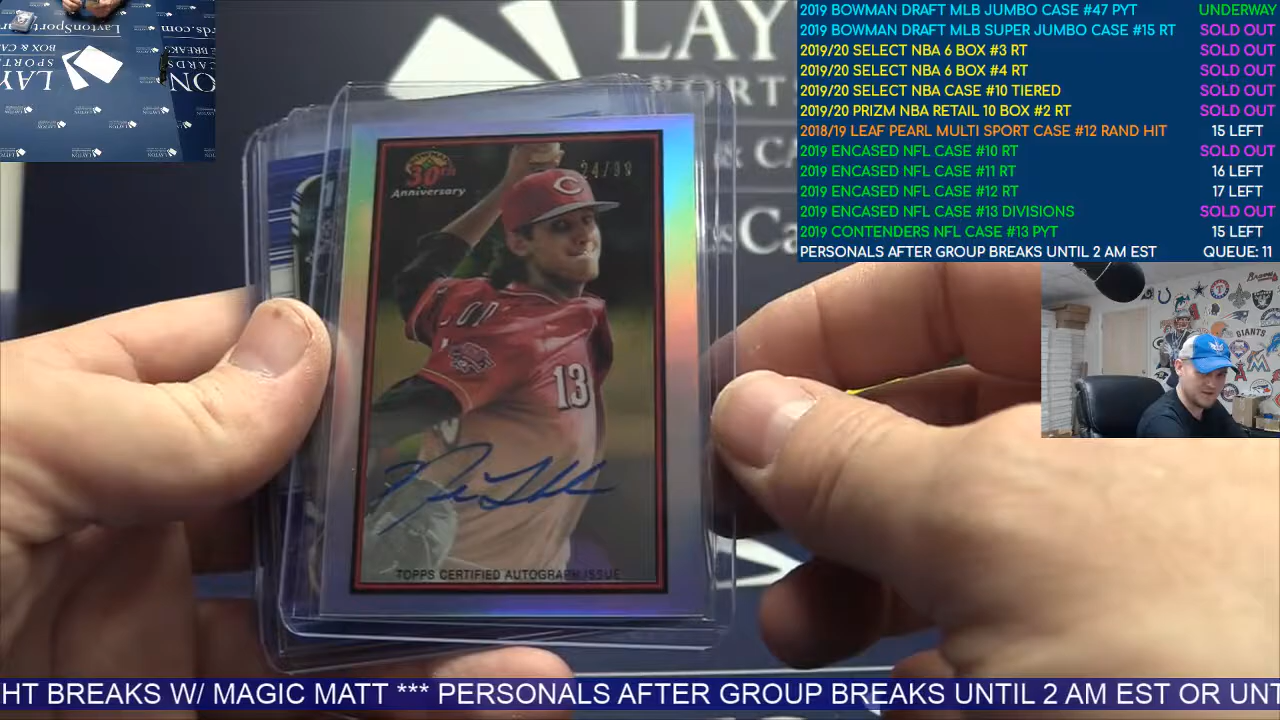 2019 BOWMAN DRAFT MLB JUMBO CASE #47 PYT UNDERWAY
2019 BOWMAN DRAFT MLB SUPER JUMBO CASE #15 RT SOLD OUT
2019/20 SELECT NBA 6 BOX #3 RT SOLD OUT
2019/20 SELECT NBA 6 BOX #4 RT SOLD OUT
2019/20 SELECT NBA CASE #10 TIERED SOLD OUT
2019/20 PRIZM NBA RETAIL 10 BOX #2 RT SOLD OUT
2018/19 LEAF PEARL MULTI SPORT CASE #12 RAND HIT 15 LEFT
2019 ENCASED NFL CASE #10 RT SOLD OUT
2019 ENCASED NFL CASE #11 RT 16 LEFT
2019 ENCASED NFL CASE #12 RT 17 LEFT
2019 ENCASED NFL CASE #13 DIVISIONS SOLD OUT
2019 CONTENDERS NFL CASE #13 PYT 15 LEFT
PERSONALS AFTER GROUP BREAKS UNTIL 2 AM EST QUEUE: 11
LAY
PORT
& CA
30th
Anniversary
24/99
C
13
TOPPS CERTIFIED AUTOGRAPH ISSUE
GIANTS
HT BREAKS W/ MAGIC MATT *** PERSONALS AFTER GROUP BREAKS UNTIL 2 AM EST OR UNT